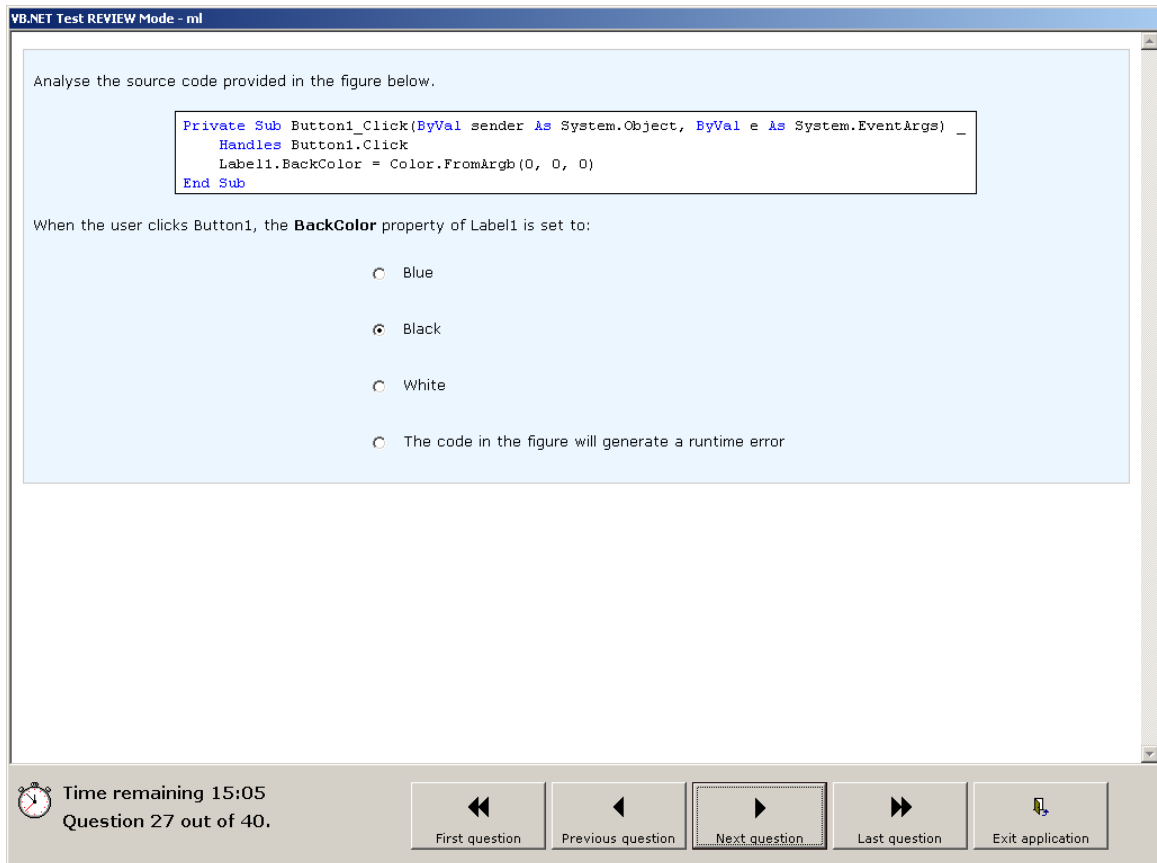 VB.NET Test REVIEW Mode - ml
Analyse the source code provided in the figure below.
Private Sub Button1_Click(ByVal sender As System.Object, ByVal e As System.EventArgs) _
Handles Button1.Click
Label1.BackColor = Color.FromArgb(0, 0, 0)
End Sub
When the user clicks Button1, the BackColor property of Label1 is set to:
Blue
Black
White
The code in the figure will generate a runtime error
Time remaining 15:05
Question 27 out of 40.
First question
Previous question
Next question
Last question
Exit application